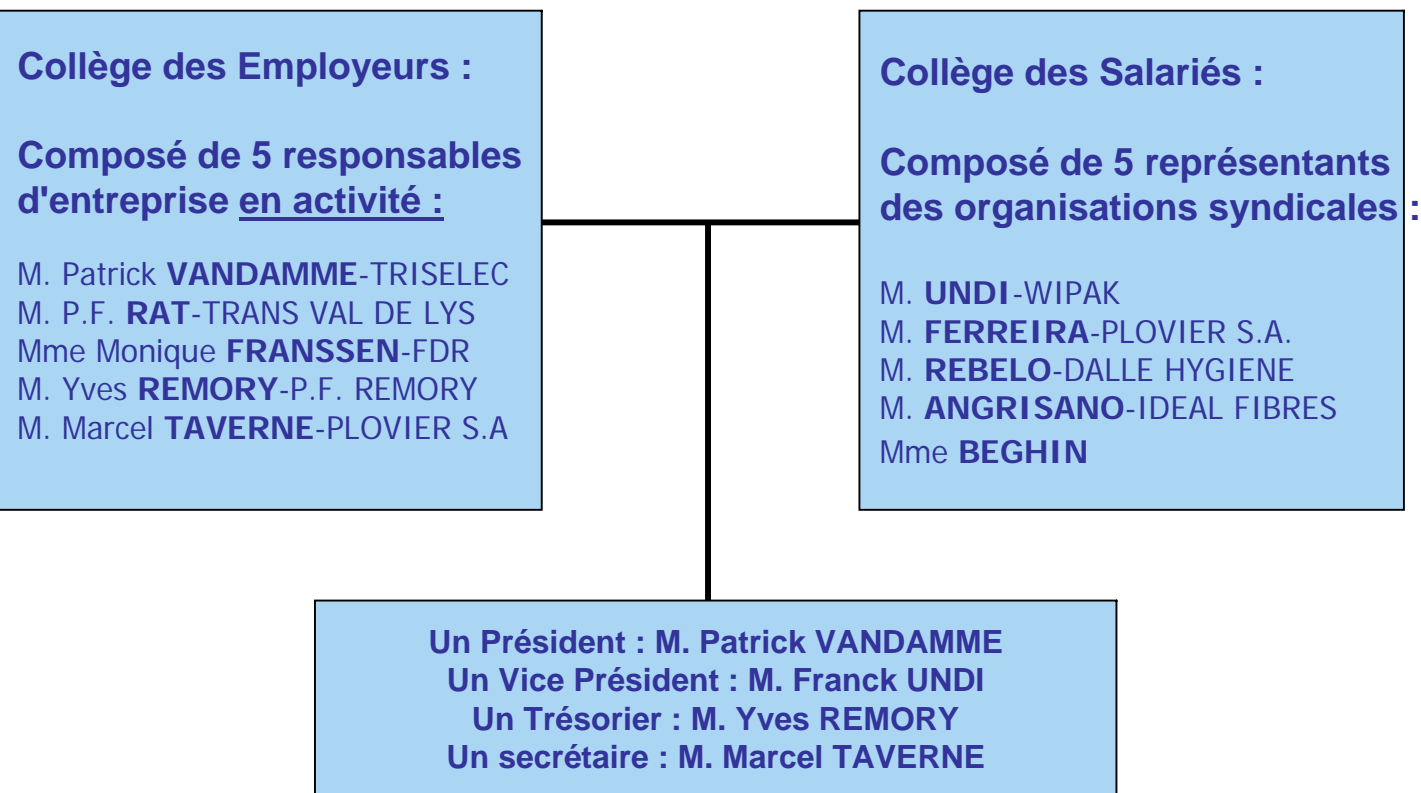 Collège des Employeurs :
Composé de 5 responsables
d'entreprise en activité :
M. Patrick VANDAMME-TRISELEC
M. P.F. RAT-TRANS VAL DE LYS
Mme Monique FRANSSEN-FDR
M. Yves REMORY-P.F. REMORY
M. Marcel TAVERNE-PLOVIER S.A
Collège des Salariés :
Composé de 5 représentants
des organisations syndicales :
M. UNDI-WIPAK
M. FERREIRA-PLOVIER S.A.
M. REBELO-DALLE HYGIENE
M. ANGRISANO-IDEAL FIBRES
Mme BEGHIN
Un Président : M. Patrick VANDAMME
Un Vice Président : M. Franck UNDI
Un Trésorier : M. Yves REMORY
Un secrétaire : M. Marcel TAVERNE